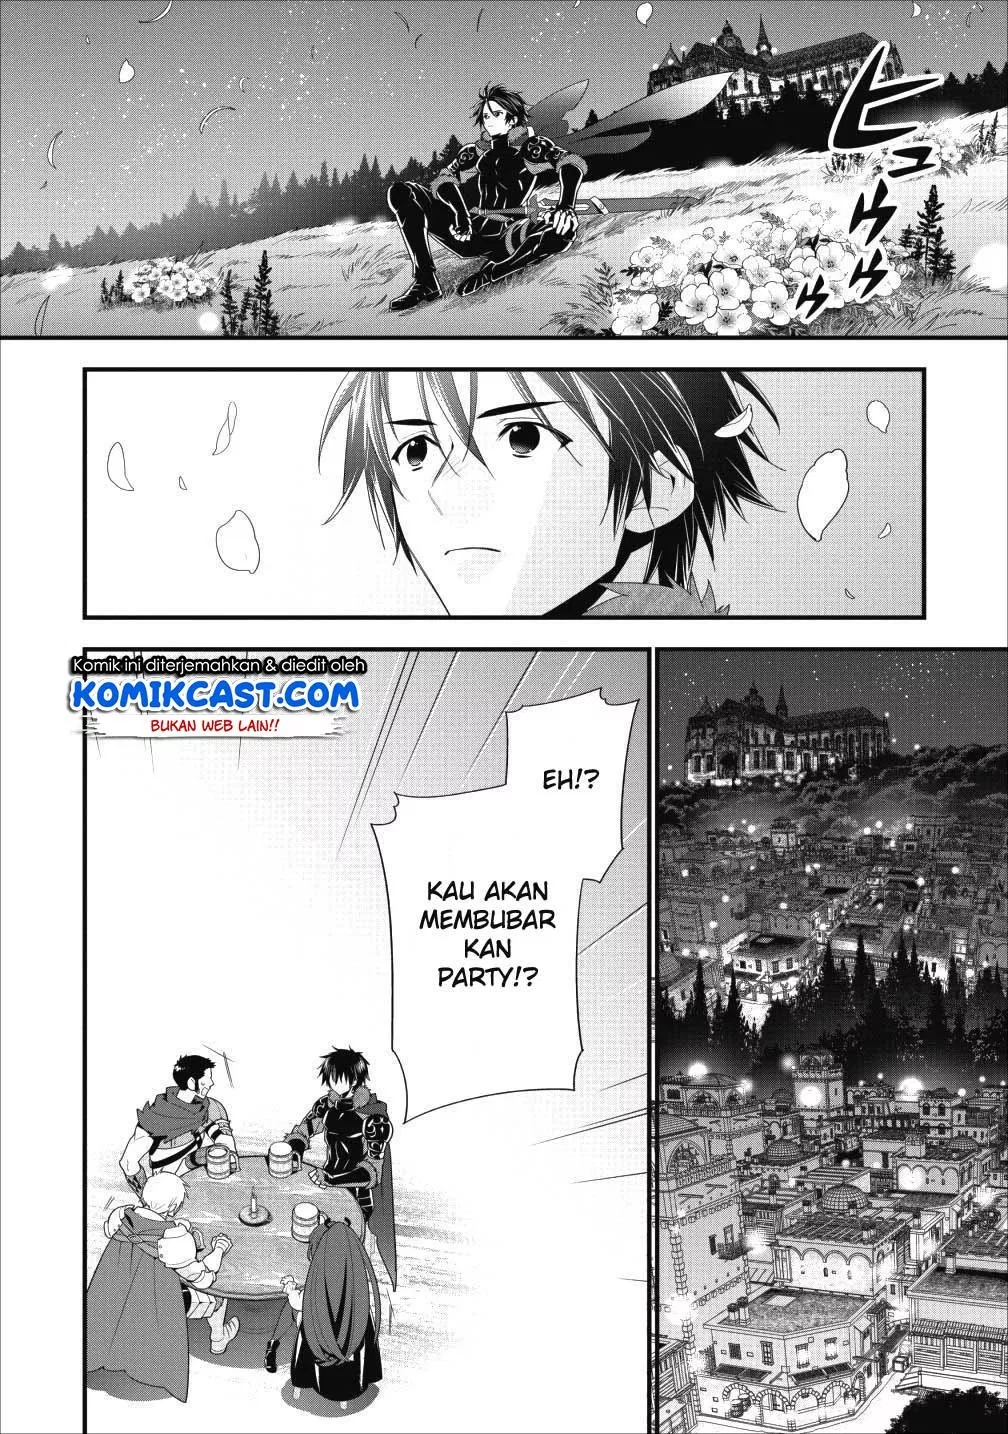 ヒュウウ
Komik ini diterjemahkan & diedit oleh
KOMIKCAST.COM
BUKAN WEB LAIN!!
EH!?
KAU AKAN
MEMBUBAR
KAN
PARTY!?